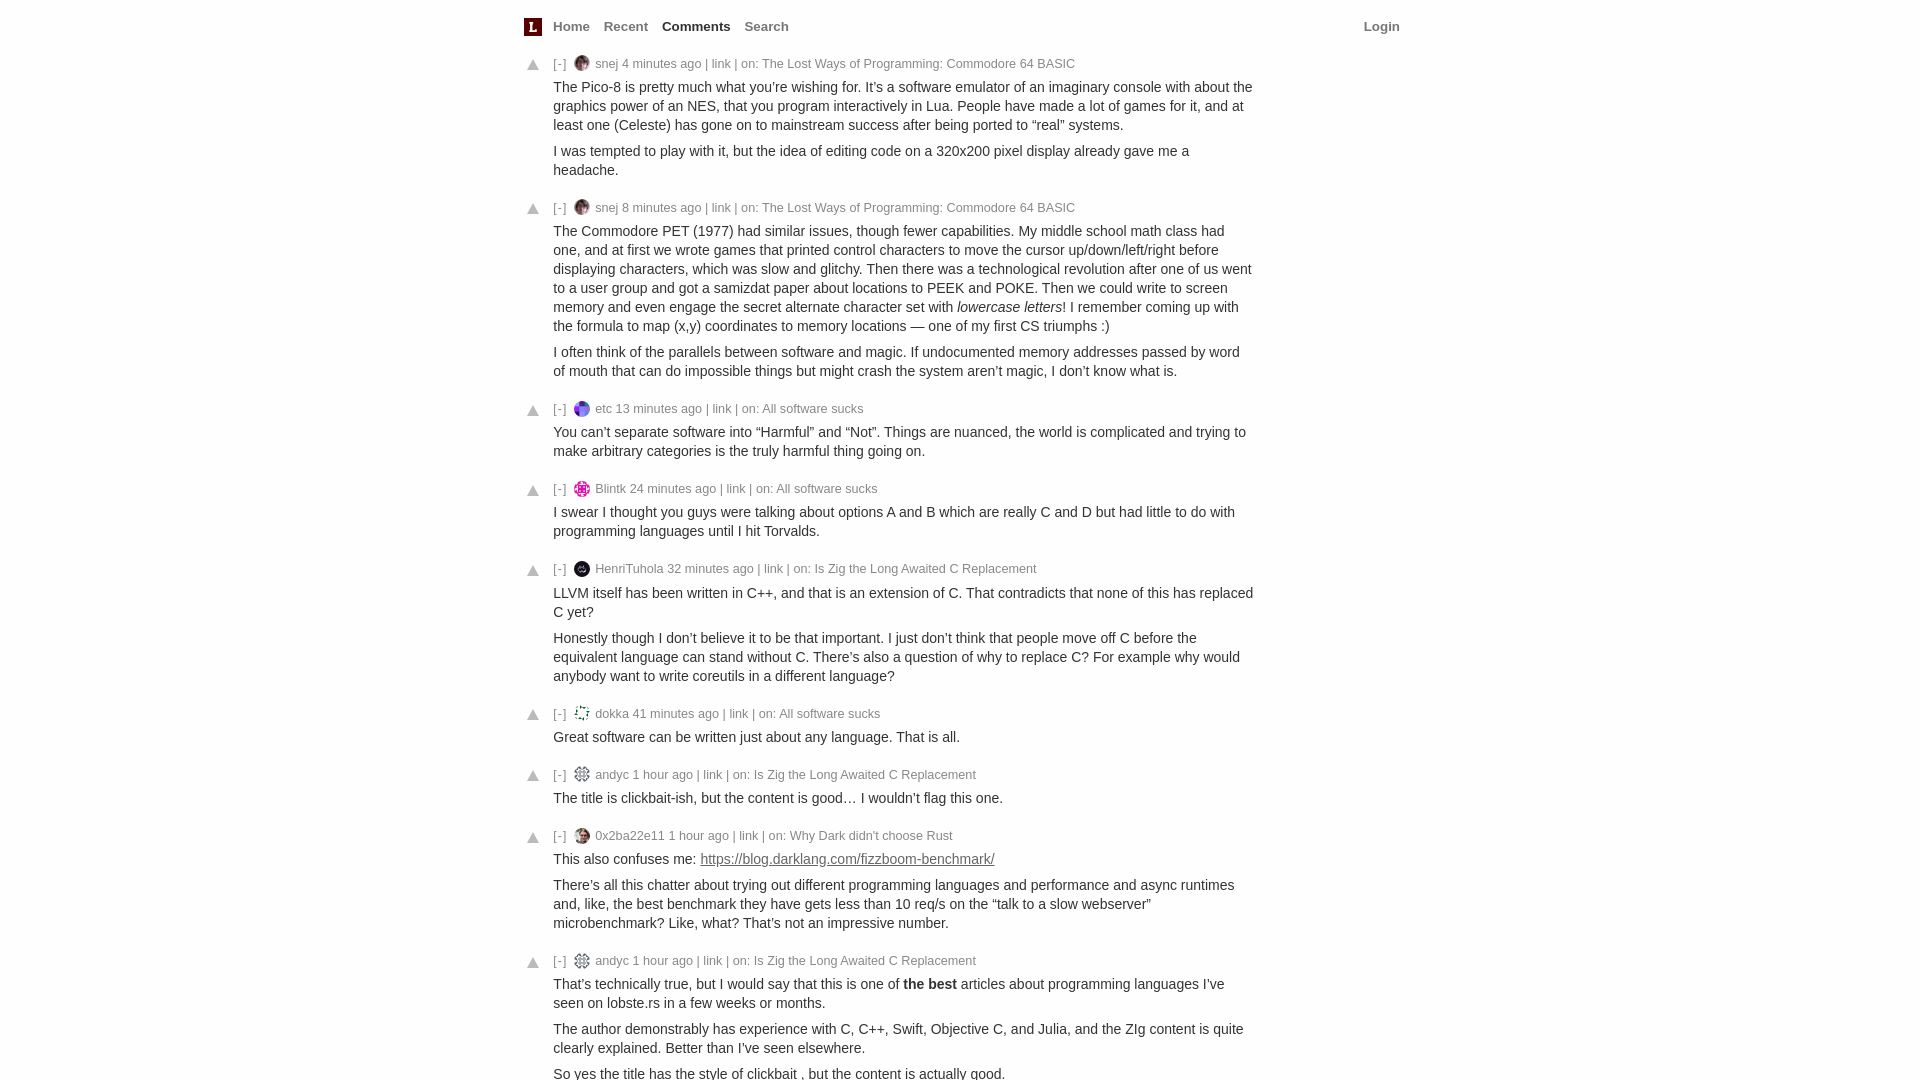 L Home Recent Comments Search Login
[-] snej 4 minutes ago | link | on: The Lost Ways of Programming: Commodore 64 BASIC
The Pico-8 is pretty much what you’re wishing for. It’s a software emulator of an imaginary console with about the
graphics power of an NES, that you program interactively in Lua. People have made a lot of games for it, and at
least one (Celeste) has gone on to mainstream success after being ported to “real” systems.
I was tempted to play with it, but the idea of editing code on a 320x200 pixel display already gave me a
headache.
[-] snej 8 minutes ago | link | on: The Lost Ways of Programming: Commodore 64 BASIC
The Commodore PET (1977) had similar issues, though fewer capabilities. My middle school math class had
one, and at first we wrote games that printed control characters to move the cursor up/down/left/right before
displaying characters, which was slow and glitchy. Then there was a technological revolution after one of us went
to a user group and got a samizdat paper about locations to PEEK and POKE. Then we could write to screen
memory and even engage the secret alternate character set with lowercase letters! I remember coming up with
the formula to map (x,y) coordinates to memory locations — one of my first CS triumphs :)
I often think of the parallels between software and magic. If undocumented memory addresses passed by word
of mouth that can do impossible things but might crash the system aren’t magic, I don’t know what is.
[-] etc 13 minutes ago | link | on: All software sucks
You can’t separate software into “Harmful” and “Not”. Things are nuanced, the world is complicated and trying to
make arbitrary categories is the truly harmful thing going on.
[-] Blintk 24 minutes ago | link | on: All software sucks
I swear I thought you guys were talking about options A and B which are really C and D but had little to do with
programming languages until I hit Torvalds.
[-] HenriTuhola 32 minutes ago | link | on: Is Zig the Long Awaited C Replacement
LLVM itself has been written in C++, and that is an extension of C. That contradicts that none of this has replaced
C yet?
Honestly though I don’t believe it to be that important. I just don’t think that people move off C before the
equivalent language can stand without C. There’s also a question of why to replace C? For example why would
anybody want to write coreutils in a different language?
[-] dokka 41 minutes ago | link | on: All software sucks
Great software can be written just about any language. That is all.
[-] andyc 1 hour ago | link | on: Is Zig the Long Awaited C Replacement
The title is clickbait-ish, but the content is good… I wouldn’t flag this one.
[-] 0x2ba22e11 1 hour ago | link | on: Why Dark didn't choose Rust
This also confuses me: https://blog.darklang.com/fizzboom-benchmark/
There’s all this chatter about trying out different programming languages and performance and async runtimes
and, like, the best benchmark they have gets less than 10 req/s on the “talk to a slow webserver”
microbenchmark? Like, what? That’s not an impressive number.
[-] andyc 1 hour ago | link | on: Is Zig the Long Awaited C Replacement
That’s technically true, but I would say that this is one of the best articles about programming languages I’ve
seen on lobste.rs in a few weeks or months.
The author demonstrably has experience with C, C++, Swift, Objective C, and Julia, and the ZIg content is quite
clearly explained. Better than I’ve seen elsewhere.
So yes the title has the style of clickbait , but the content is actually good.